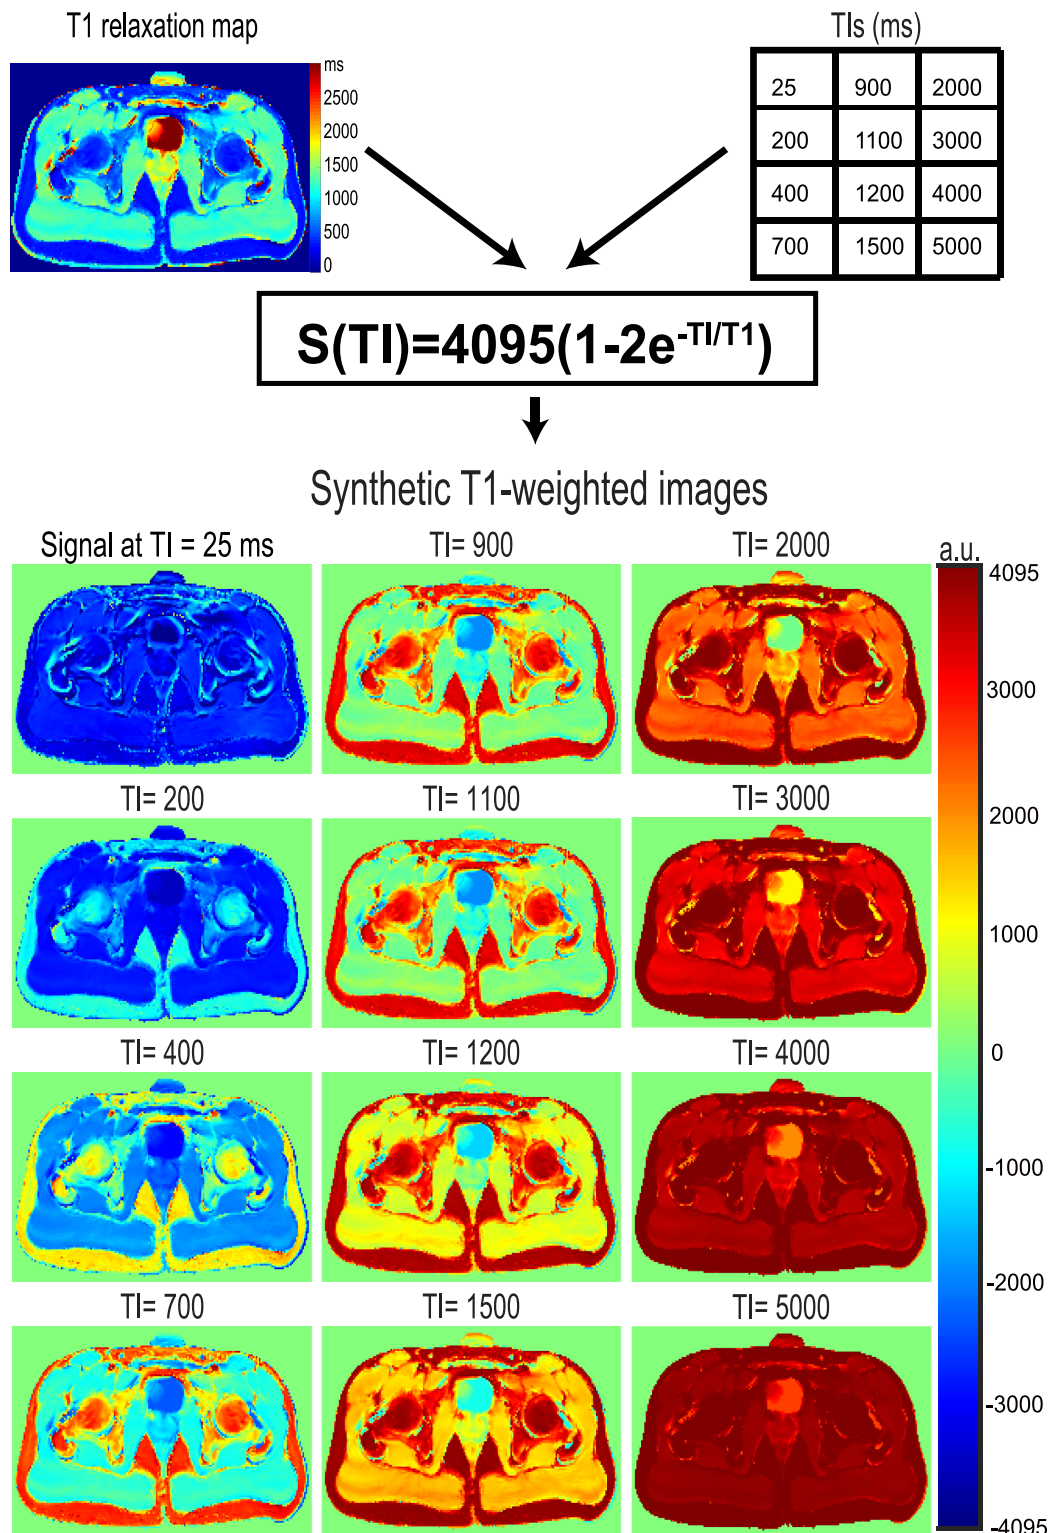 T1 relaxation map
TIs (ms)
ms
2500
2000
1500
1000
500
0
25 900 2000
200 1100 3000
400 1200 4000
700 1500 5000
S(TI)=4095(1-2e-TI/T1)
Synthetic T1-weighted images
Signal at TI = 25 ms
TI= 900
TI= 2000
a.u.
TI= 200
TI= 1100
TI= 3000
TI= 400
TI= 1200
TI= 4000
TI= 700
TI= 1500
TI= 5000
4095
3000
2000
1000
0
-1000
-2000
-3000
-4095